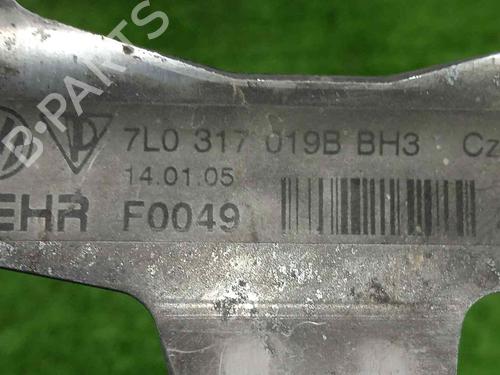 B-PARTS
7L0 317 019B BH3 Cz
14.01.05
EHR F0049